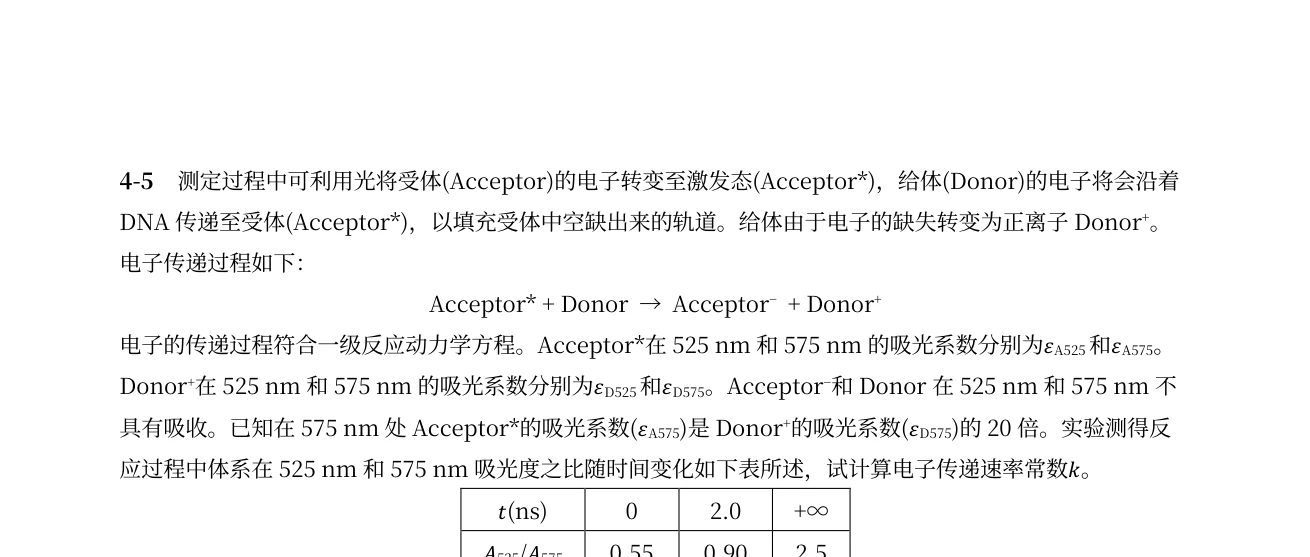 4-5 测定过程中可利用光将受体(Acceptor)的电子转变至激发态(Acceptor*)，给体(Donor)的电子将会沿着
DNA 传递至受体(Acceptor*)，以填充受体中空缺出来的轨道。给体由于电子的缺失转变为正离子 Donor⁺。
电子传递过程如下：
Acceptor* + Donor → Acceptor⁻ + Donor⁺
电子的传递过程符合一级反应动力学方程。Acceptor*在 525 nm 和 575 nm 的吸光系数分别为εA525 和εA575。
Donor⁺在 525 nm 和 575 nm 的吸光系数分别为εD525 和εD575。Acceptor⁻和 Donor 在 525 nm 和 575 nm 不
具有吸收。已知在 575 nm 处 Acceptor*的吸光系数(εA575)是 Donor⁺的吸光系数(εD575)的 20 倍。实验测得反
应过程中体系在 525 nm 和 575 nm 吸光度之比随时间变化如下表所述，试计算电子传递速率常数k。
t(ns) 0 2.0 +∞
A525/A575 0.55 0.90 2.5